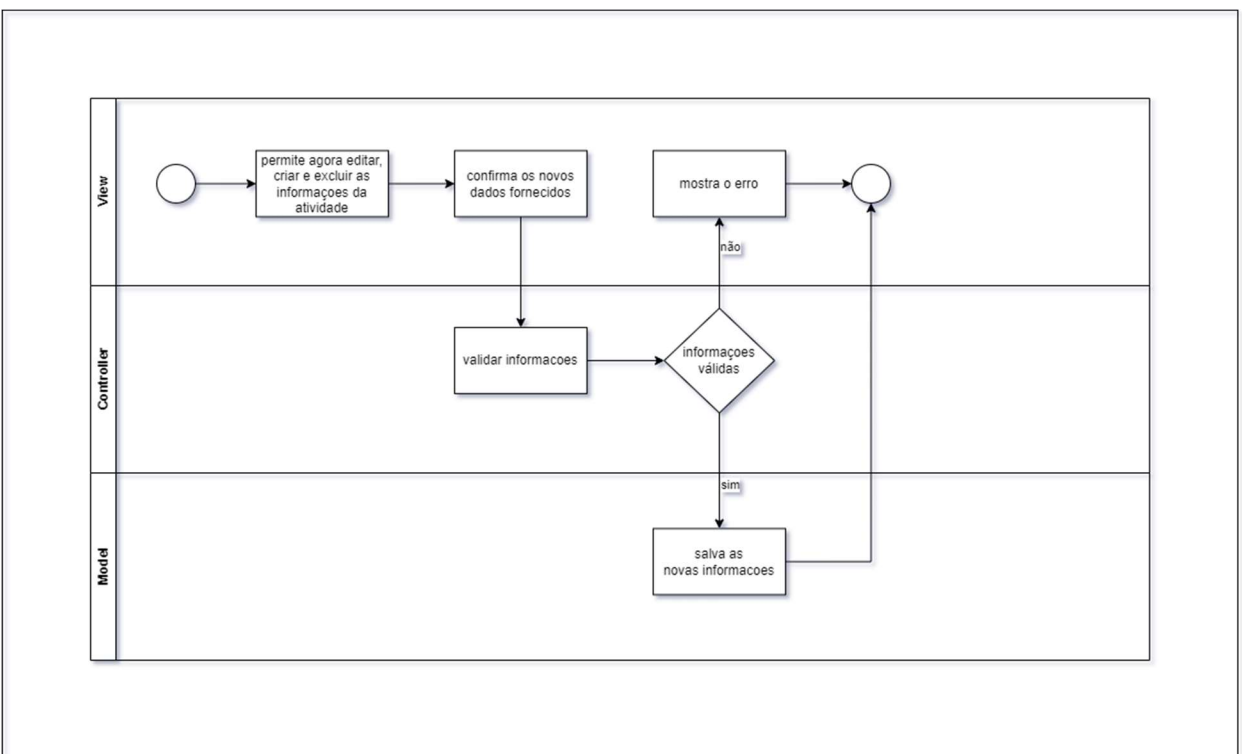 View
permite agora editar,
criar e excluir as
informaçoes da
atividade
confirma os novos
dados fornecidos
mostra o erro
não
Controller
validar informacoes
informaçoes
válidas
sim
Model
salva as
novas informacoes